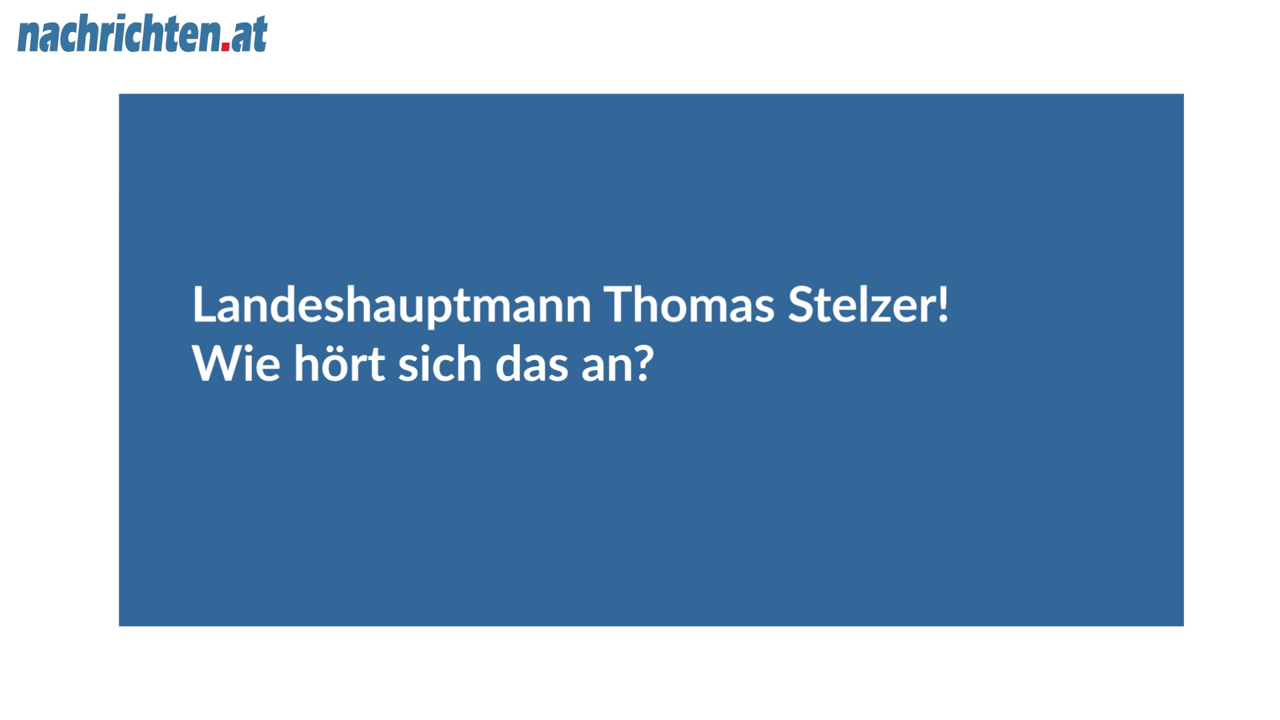 nachrichten.at
Landeshauptmann Thomas Stelzer!
Wie hört sich das an?